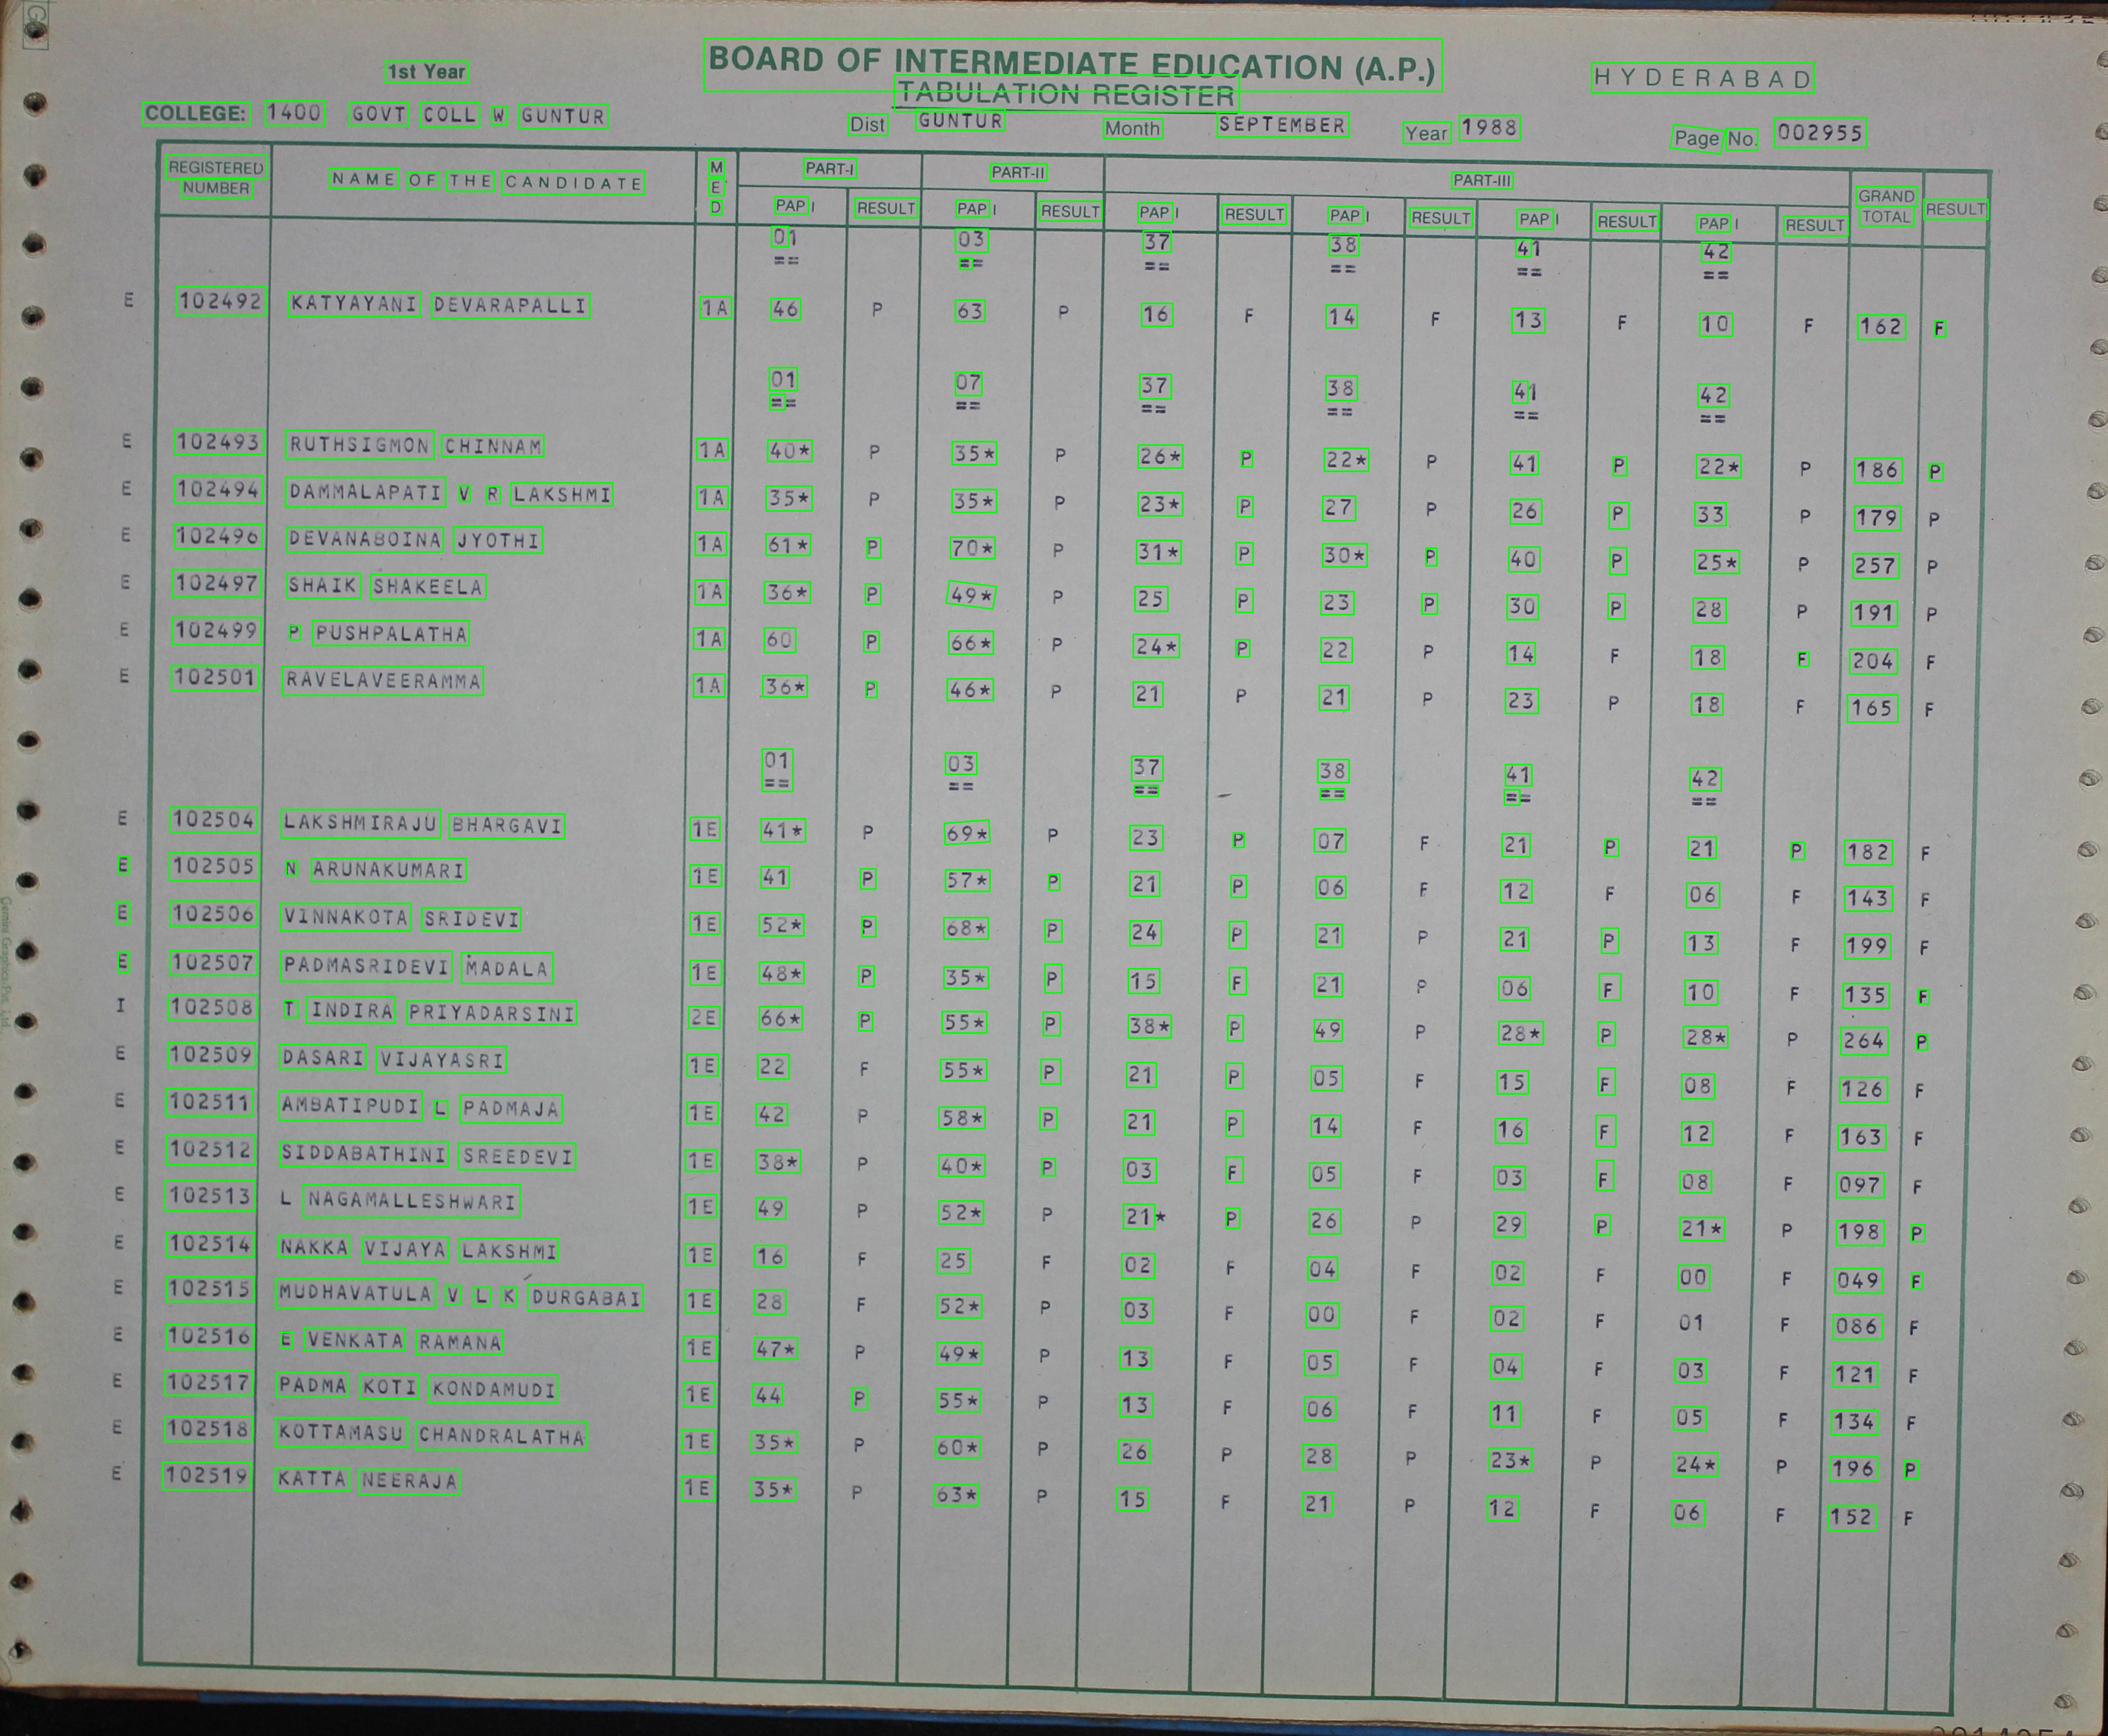 1st Year BOARD OF INTERMEDIATE EDUCATION (A.P.) HYDERABAD
TABULATION REGISTER
COLLEGE: 1400 GOVT COLL W GUNTUR Dist GUNTUR Month SEPTEMBER Year 1988 Page No. 002955
REGISTERED NUMBER NAME OF THE CANDIDATE MED PART-I PART-II PART-III GRAND TOTAL RESULT
PAP I RESULT PAP I RESULT PAP I RESULT PAP I RESULT PAP I RESULT PAP I RESULT
01 03 37 38 41 42
== == == == == ==
E 102492 KATYAYANI DEVARAPALLI 1A 46 P 63 P 16 F 14 F 13 F 10 F 162 F
01 07 37 38 41 42
== == == == == ==
E 102493 RUTHSIGMON CHINNAM 1A 40* P 35* P 26* P 22* P 41 P 22* P 186 P
E 102494 DAMMALAPATI V R LAKSHMI 1A 35* P 35* P 23* P 27 P 26 P 33 P 179 P
E 102496 DEVANABOINA JYOTHI 1A 61* P 70* P 31* P 30* P 40 P 25* P 257 P
E 102497 SHAIK SHAKEELA 1A 36* P 49* P 25 P 23 P 30 P 28 P 191 P
E 102499 P PUSHPALATHA 1A 60 P 66* P 24* P 22 P 14 F 18 F 204 F
E 102501 RAVELAVEERAMMA 1A 36* P 46* P 21 P 21 P 23 P 18 F 165 F
01 03 37 38 41 42
== == == == == ==
E 102504 LAKSHMIRAJU BHARGAVI 1E 41* P 69* P 23 P 07 F 21 P 21 P 182 F
E 102505 N ARUNAKUMARI 1E 41 P 57* P 21 P 06 F 12 F 06 F 143 F
E 102506 VINNAKOTA SRIDEVI 1E 52* P 68* P 24 P 21 P 21 P 13 F 199 F
E 102507 PADMASRIDEVI MADALA 1E 48* P 35* P 15 F 21 P 06 F 10 F 135 F
I 102508 T INDIRA PRIYADARSINI 2E 66* P 55* P 38* P 49 P 28* P 28* P 264 P
E 102509 DASARI VIJAYASRI 1E 22 F 55* P 21 P 05 F 15 F 08 F 126 F
E 102511 AMBATIPUDI L PADMAJA 1E 42 P 58* P 21 P 14 F 16 F 12 F 163 F
E 102512 SIDDABATHINI SREEDEVI 1E 38* P 40* P 03 F 05 F 03 F 08 F 097 F
E 102513 L NAGAMALLESHWARI 1E 49 P 52* P 21* P 26 P 29 P 21* P 198 P
E 102514 NAKKA VIJAYA LAKSHMI 1E 16 F 25 F 02 F 04 F 02 F 00 F 049 F
E 102515 MUDHAVATULA V L K DURGABAI 1E 28 F 52* P 03 F 00 F 02 F 01 F 086 F
E 102516 E VENKATA RAMANA 1E 47* P 49* P 13 F 05 F 04 F 03 F 121 F
E 102517 PADMA KOTI KONDAMUDI 1E 44 P 55* P 13 F 06 F 11 F 05 F 134 F
E 102518 KOTTAMASU CHANDRALATHA 1E 35* P 60* P 26 P 28 P 23* P 24* P 196 P
E 102519 KATTA NEERAJA 1E 35* P 63* P 15 F 21 P 12 F 06 F 152 F
Gemini Graphics Pvt. Ltd.